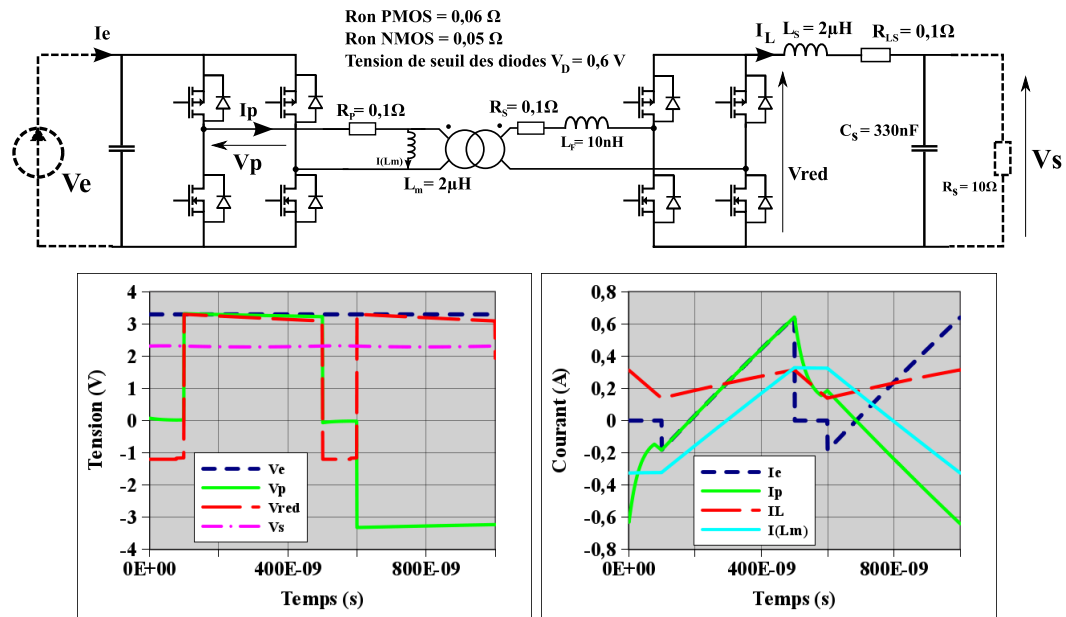 Ron PMOS = 0,06 Ω
Ron NMOS = 0,05 Ω
Tension de seuil des diodes VD = 0,6 V
Ie
Ve
Ip
Vp
RP = 0,1Ω
I(Lm)
Lm = 2µH
RS = 0,1Ω
LF = 10nH
IL
LS = 2µH
RLS = 0,1Ω
Vred
CS = 330nF
RS = 10Ω
Vs
Tension (V)
4
3
2
1
0
-1
-2
-3
-4
Ve
Vp
Vred
Vs
0E+00
400E-09
800E-09
Temps (s)
Courant (A)
0,8
0,6
0,4
0,2
0
-0,2
-0,4
-0,6
-0,8
Ie
Ip
IL
I(Lm)
0E+00
400E-09
800E-09
Temps (s)